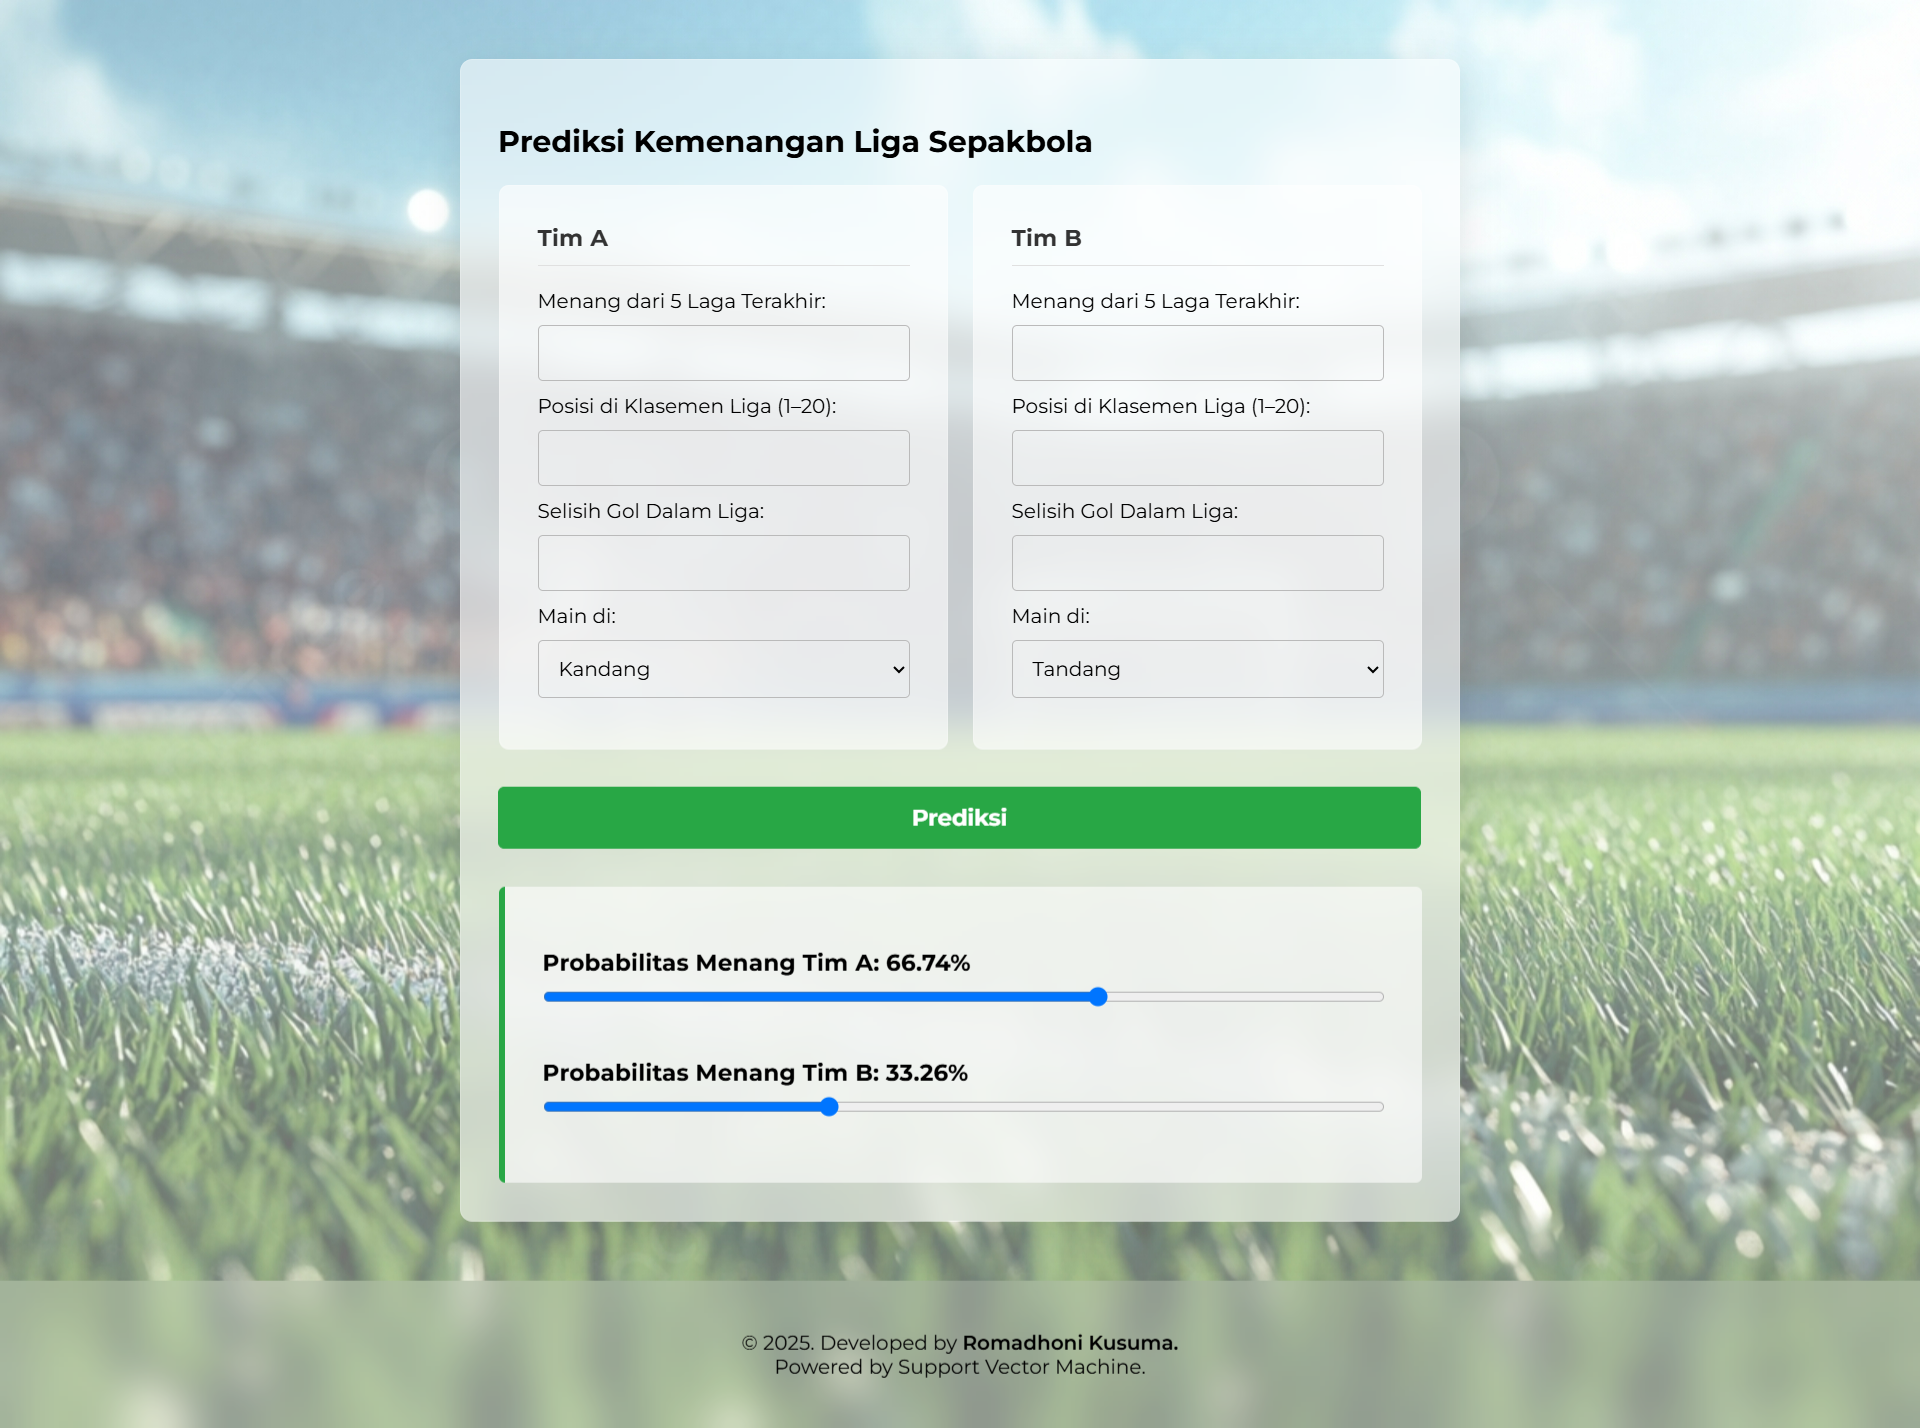 Prediksi Kemenangan Liga Sepakbola
Tim A
Menang dari 5 Laga Terakhir:
Posisi di Klasemen Liga (1–20):
Selisih Gol Dalam Liga:
Main di:
Kandang
Tim B
Menang dari 5 Laga Terakhir:
Posisi di Klasemen Liga (1–20):
Selisih Gol Dalam Liga:
Main di:
Tandang
Prediksi
Probabilitas Menang Tim A: 66.74%
Probabilitas Menang Tim B: 33.26%
© 2025. Developed by Romadhoni Kusuma.
Powered by Support Vector Machine.